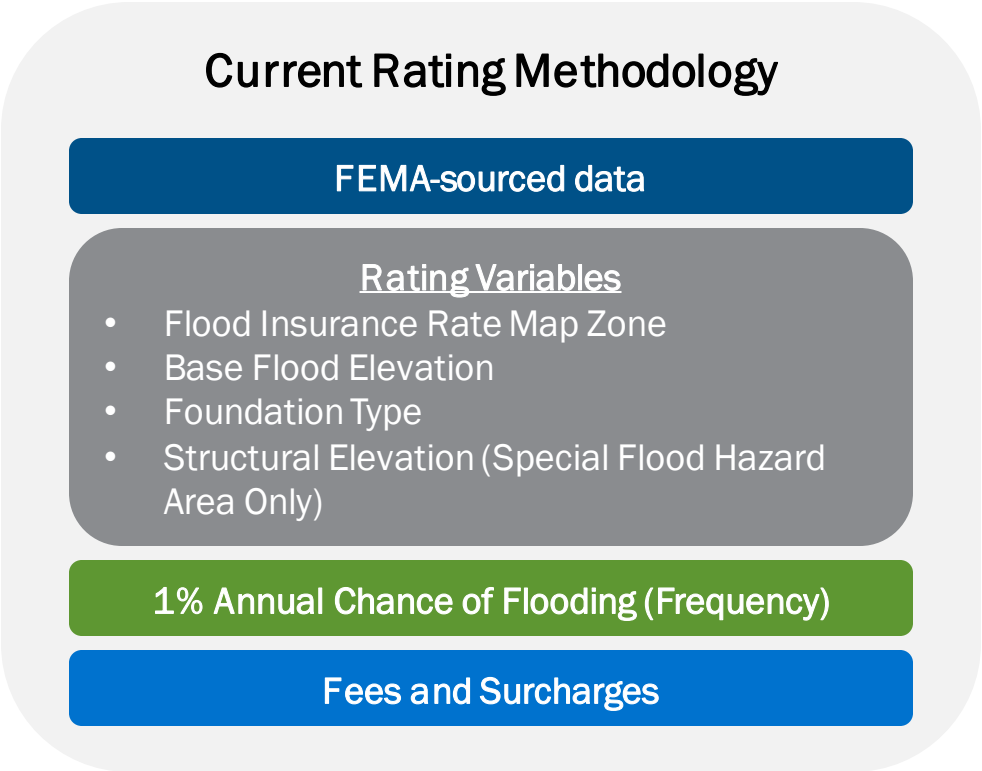 Current Rating Methodology
FEMA-sourced data
Rating Variables
• Flood Insurance Rate Map Zone
• Base Flood Elevation
• Foundation Type
• Structural Elevation (Special Flood Hazard
Area Only)
1% Annual Chance of Flooding (Frequency)
Fees and Surcharges